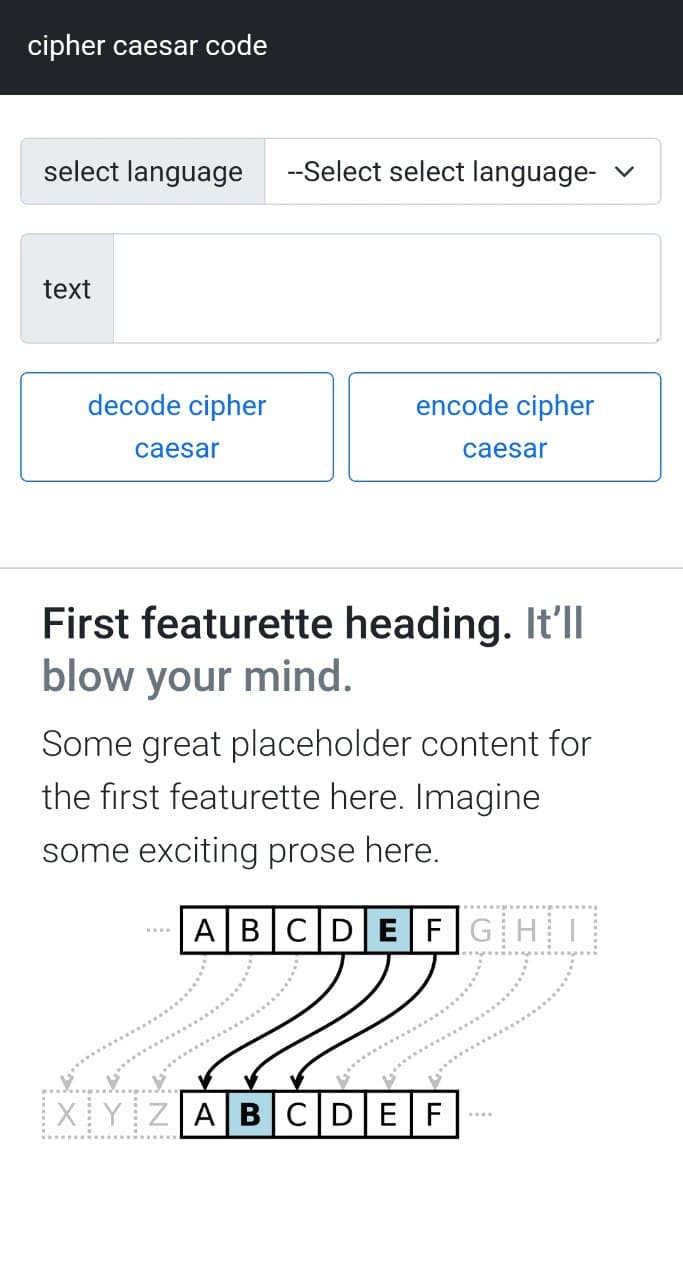 cipher caesar code
select language
--Select select language-
text
decode cipher
caesar
encode cipher
caesar
First featurette heading. It'll
blow your mind.
Some great placeholder content for
the first featurette here. Imagine
some exciting prose here.
A B C D E F G H I
X Y Z A B C D E F